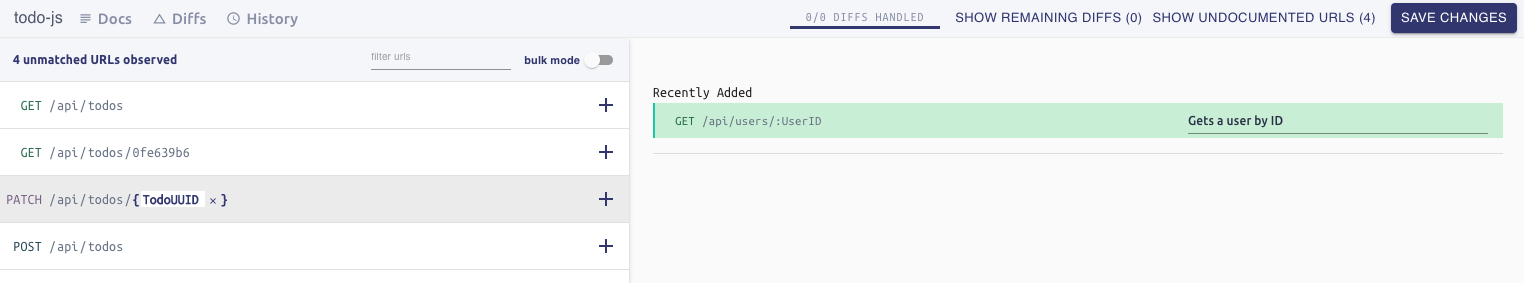 todo-js Docs Diffs History 0/0 DIFFS HANDLED SHOW REMAINING DIFFS (0) SHOW UNDOCUMENTED URLS (4) SAVE CHANGES
4 unmatched URLs observed filter urls bulk mode
GET /api/todos
GET /api/todos/0fe639b6
PATCH /api/todos/{TodoUUID × }
POST /api/todos
Recently Added
GET /api/users/:UserID Gets a user by ID